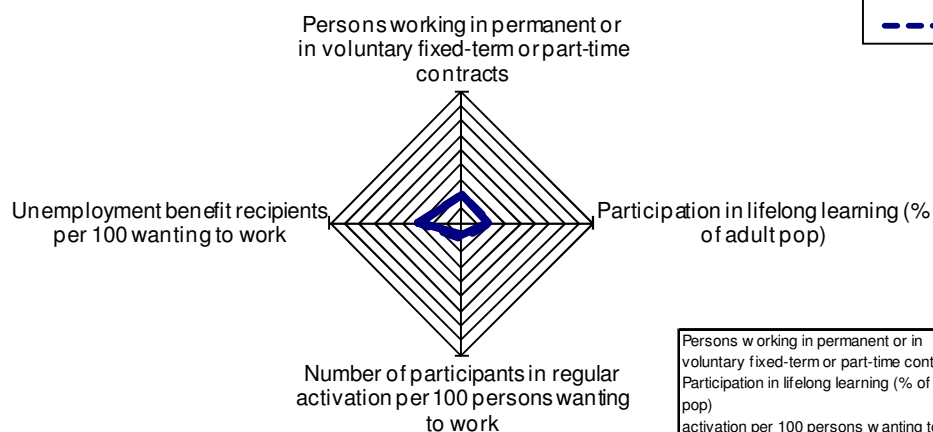 Persons working in permanent or
in voluntary fixed-term or part-time
contracts
Unemployment benefit recipients
per 100 wanting to work
Participation in lifelong learning (%
of adult pop)
Number of participants in regular
activation per 100 persons wanting
to work
Persons working in permanent or in
voluntary fixed-term or part-time cont
Participation in lifelong learning (% of
pop)
activation per 100 persons wanting to